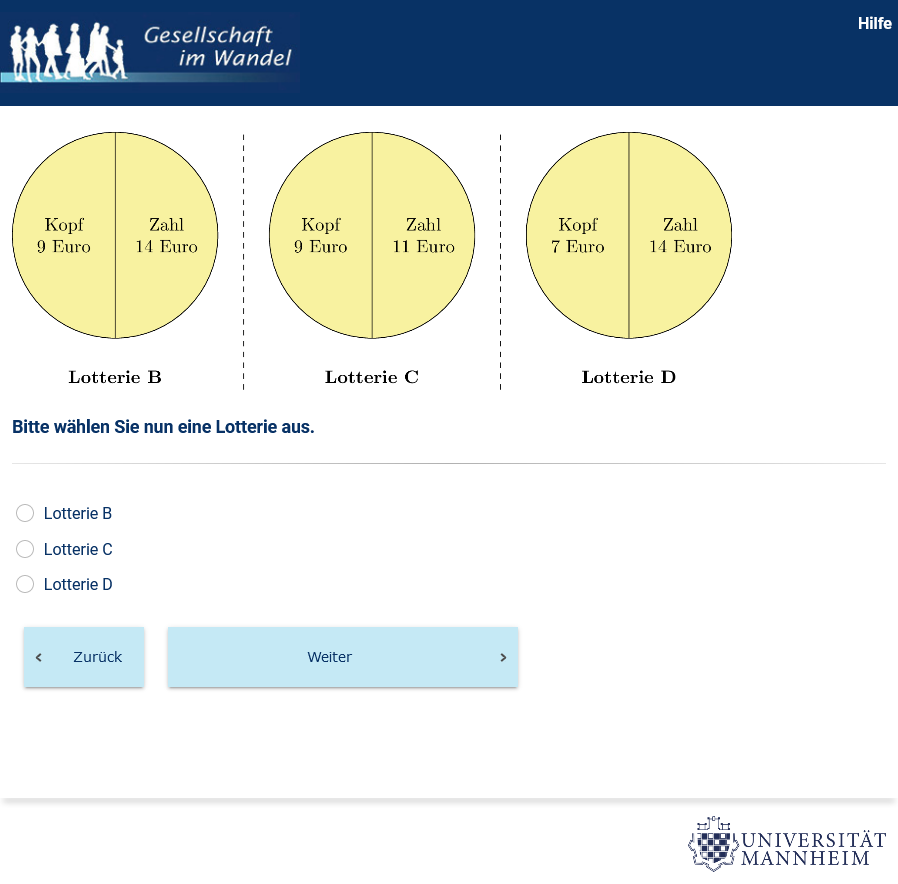 Gesellschaft
im Wandel
Hilfe
Kopf
9 Euro
Zahl
14 Euro
Lotterie B
Kopf
9 Euro
Zahl
11 Euro
Lotterie C
Kopf
7 Euro
Zahl
14 Euro
Lotterie D
Bitte wählen Sie nun eine Lotterie aus.
Lotterie B
Lotterie C
Lotterie D
Zurück
Weiter
UNIVERSITÄT
MANNHEIM